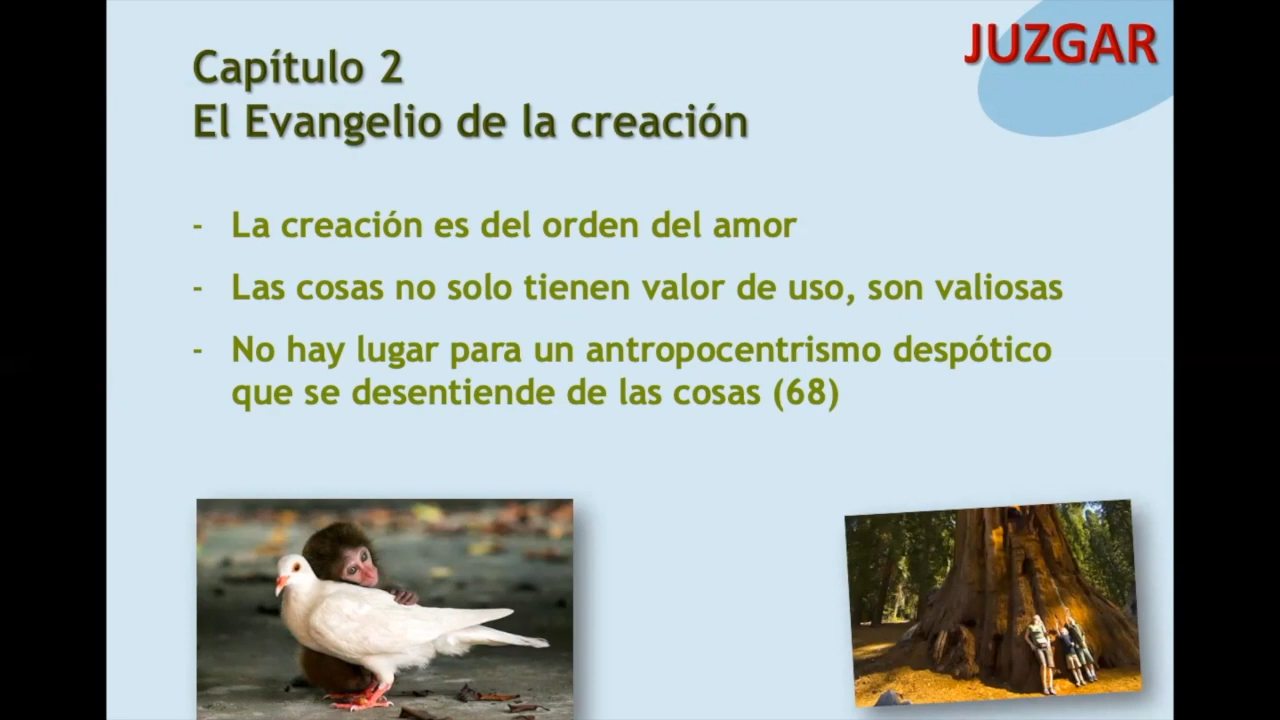 JUZGAR
Capítulo 2
El Evangelio de la creación
- La creación es del orden del amor
- Las cosas no solo tienen valor de uso, son valiosas
- No hay lugar para un antropocentrismo despótico
que se desentiende de las cosas (68)